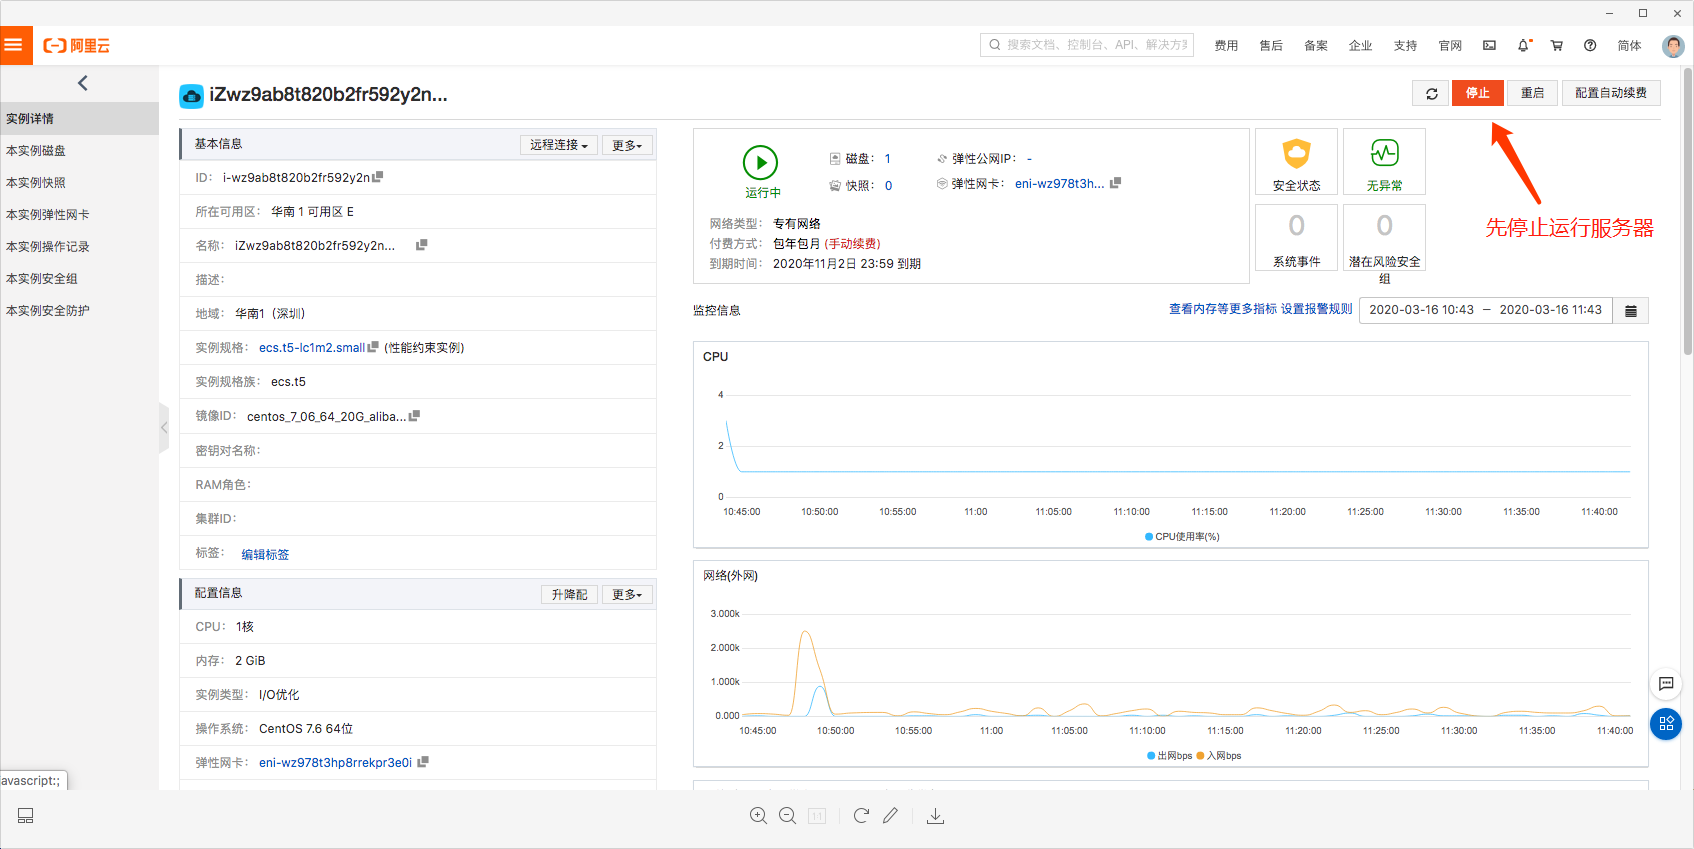 阿里云
搜索文档、控制台、API、解决方案
费用 售后 备案 企业 支持 官网 简体
实例详情
本实例磁盘
本实例快照
本实例弹性网卡
本实例操作记录
本实例安全组
本实例安全防护
iZwz9ab8t820b2fr592y2n...
停止 重启 配置自动续费
先停止运行服务器
基本信息 远程连接 更多
ID: i-wz9ab8t820b2fr592y2n
所在可用区: 华南 1 可用区 E
名称: iZwz9ab8t820b2fr592y2n...
描述:
地域: 华南1（深圳）
实例规格: ecs.t5-lc1m2.small (性能约束实例)
实例规格族: ecs.t5
镜像ID: centos_7_06_64_20G_aliba...
密钥对名称:
RAM角色:
集群ID:
标签: 编辑标签
配置信息 升降配 更多
CPU: 1核
内存: 2 GiB
实例类型: I/O优化
操作系统: CentOS 7.6 64位
弹性网卡: eni-wz978t3hp8rrekpr3e0i
avascript:;
运行中
磁盘: 1 弹性公网IP: -
快照: 0 弹性网卡: eni-wz978t3h...
网络类型: 专有网络
付费方式: 包年包月 (手动续费)
到期时间: 2020年11月2日 23:59 到期
安全状态 无异常
0 0
系统事件 潜在风险安全组
监控信息 查看内存等更多指标 设置报警规则 2020-03-16 10:43 – 2020-03-16 11:43
CPU
4
2
0
10:45:00 10:50:00 10:55:00 11:00 11:05:00 11:10:00 11:15:00 11:20:00 11:25:00 11:30:00 11:35:00 11:40:00
CPU使用率(%)
网络(外网)
3.000k
2.000k
1.000k
0.000
10:45:00 10:50:00 10:55:00 11:00 11:05:00 11:10:00 11:15:00 11:20:00 11:25:00 11:30:00 11:35:00 11:40:00
出网bps 入网bps
1:1